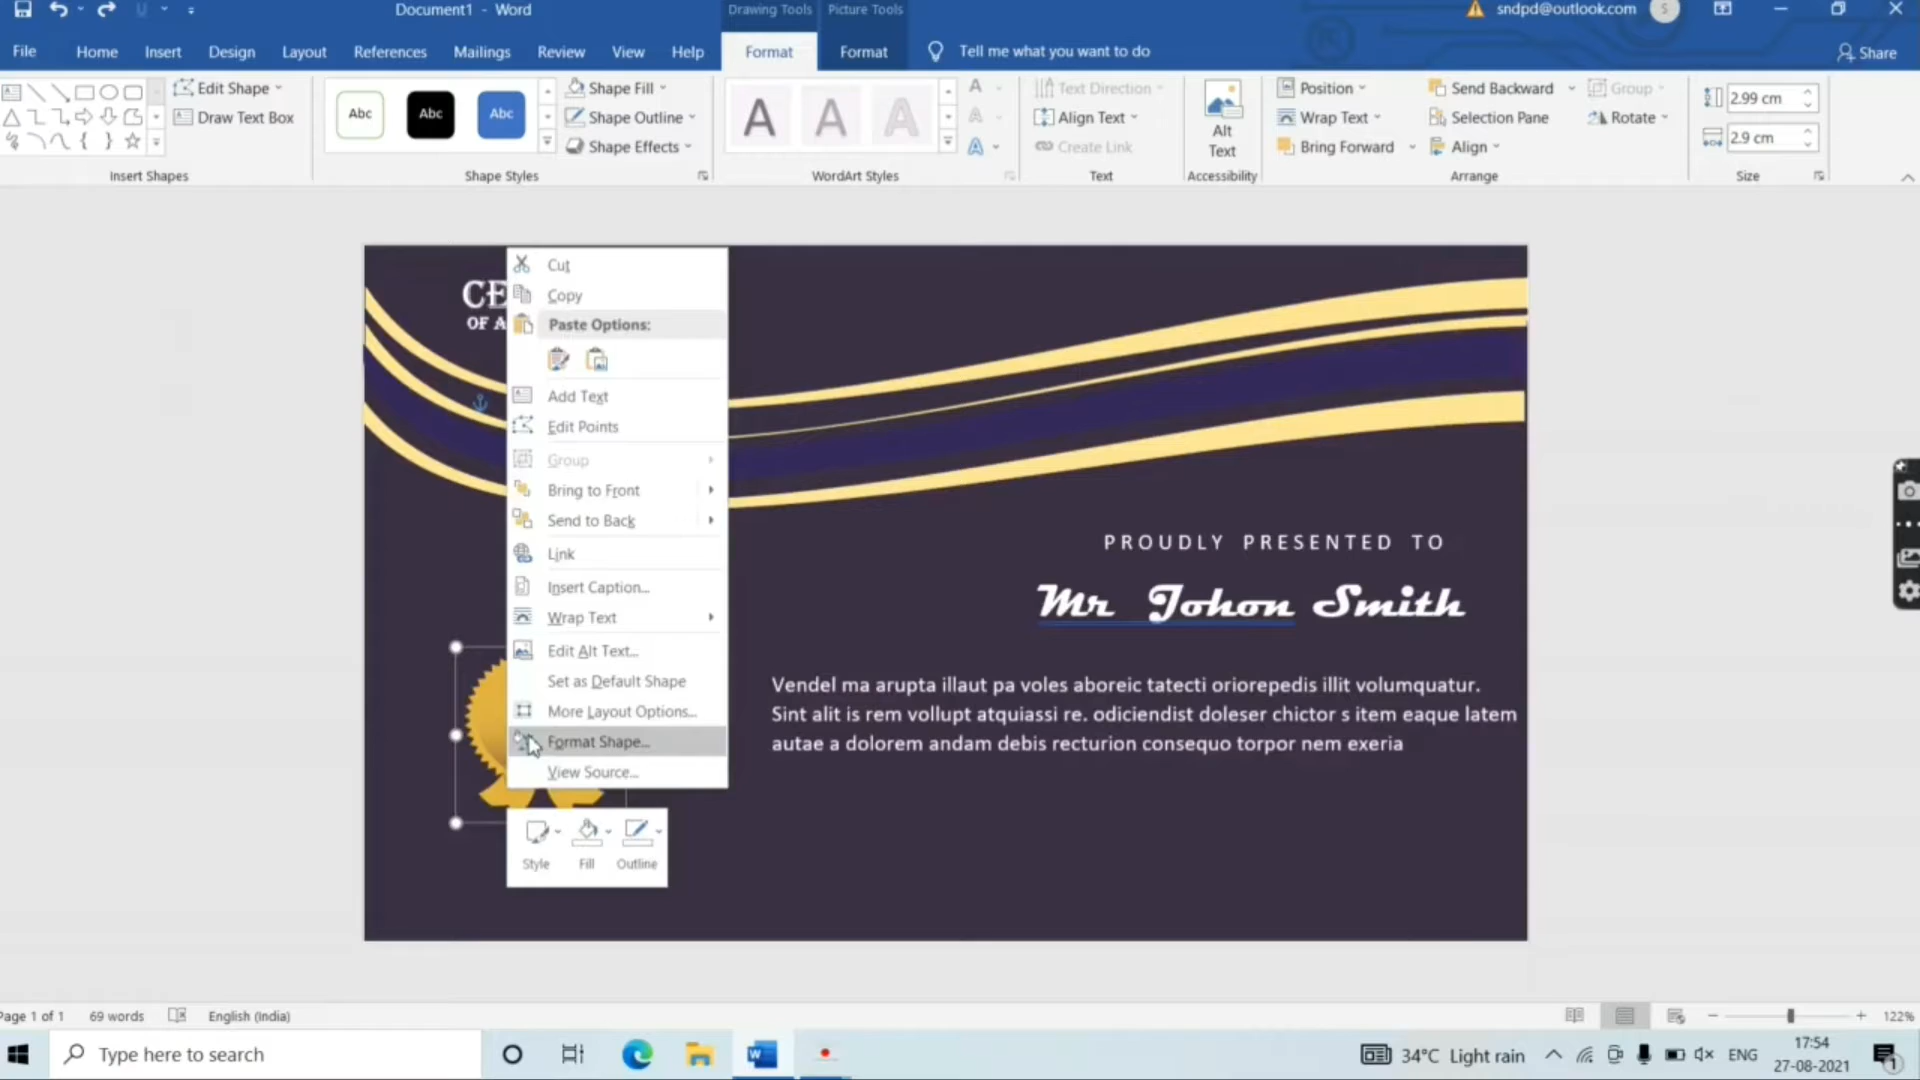 Document1 - Word
Drawing Tools
Picture Tools
sndpd@outlook.com
S
File
Home
Insert
Design
Layout
References
Mailings
Review
View
Help
Format
Format
Tell me what you want to do
Share
Edit Shape
Draw Text Box
Insert Shapes
Abc
Abc
Abc
Shape Fill
Shape Outline
Shape Effects
Shape Styles
A
A
A
WordArt Styles
Text Direction
Align Text
Create Link
Text
Alt
Text
Accessibility
Position
Wrap Text
Bring Forward
Send Backward
Selection Pane
Align
Group
Rotate
Arrange
2.99 cm
2.9 cm
Size
CE
OF A
Cut
Copy
Paste Options:
Add Text
Edit Points
Group
Bring to Front
Send to Back
Link
Insert Caption...
Wrap Text
Edit Alt Text...
Set as Default Shape
More Layout Options...
Format Shape...
View Source...
Style
Fill
Outline
PROUDLY PRESENTED TO
Mr Johon Smith
Vendel ma arupta illaut pa voles aboreic tatecti oriorepedis illit volumquatur.
Sint alit is rem vollupt atquiassi re. odiciendist doleser chictor s item eaque latem
autae a dolorem andam debis recturion consequo torpor nem exeria
Page 1 of 1
69 words
English (India)
122%
Type here to search
34°C Light rain
ENG
17:54
27-08-2021
1